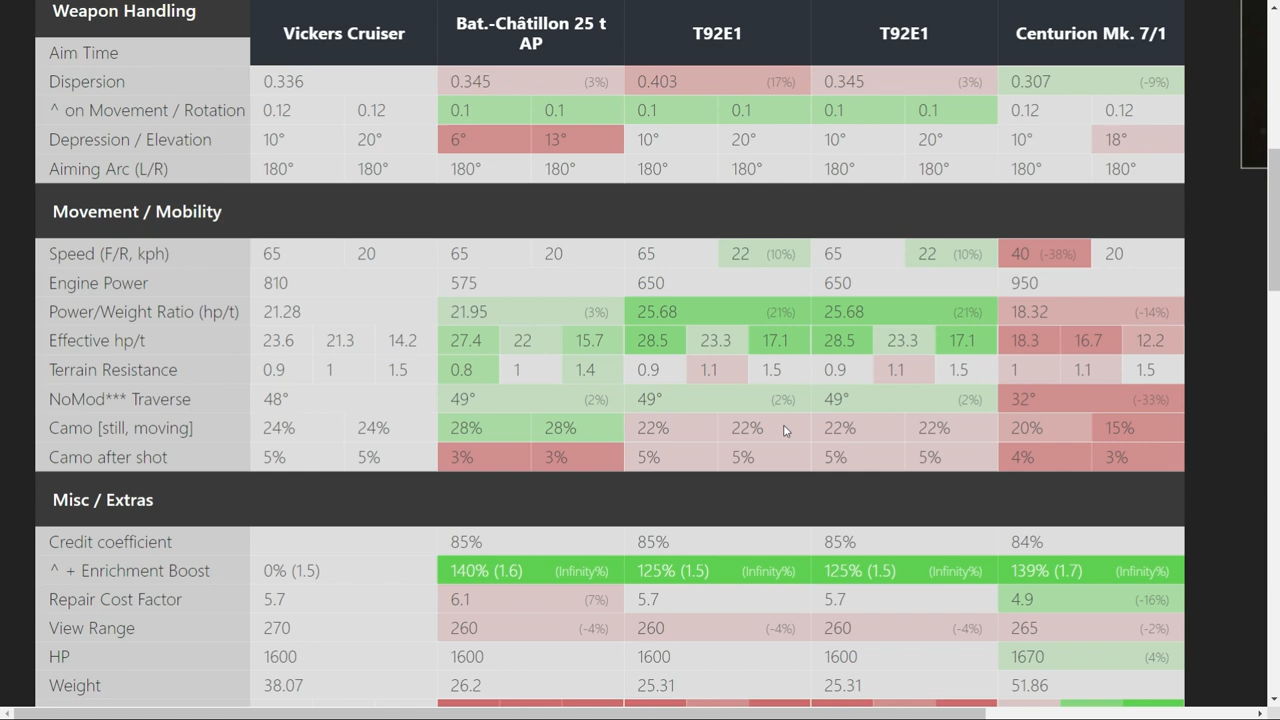 Weapon Handling
Vickers Cruiser Bat.-Châtillon 25 t AP T92E1 T92E1 Centurion Mk. 7/1
Aim Time
Dispersion 0.336 0.345 (3%) 0.403 (17%) 0.345 (3%) 0.307 (-9%)
^ on Movement / Rotation 0.12 0.12 0.1 0.1 0.1 0.1 0.1 0.1 0.12 0.12
Depression / Elevation 10° 20° 6° 13° 10° 20° 10° 20° 10° 18°
Aiming Arc (L/R) 180° 180° 180° 180° 180° 180° 180° 180° 180° 180°
Movement / Mobility
Speed (F/R, kph) 65 20 65 20 65 22 (10%) 65 22 (10%) 40 (-38%) 20
Engine Power 810 575 650 650 950
Power/Weight Ratio (hp/t) 21.28 21.95 (3%) 25.68 (21%) 25.68 (21%) 18.32 (-14%)
Effective hp/t 23.6 21.3 14.2 27.4 22 15.7 28.5 23.3 17.1 28.5 23.3 17.1 18.3 16.7 12.2
Terrain Resistance 0.9 1 1.5 0.8 1 1.4 0.9 1.1 1.5 0.9 1.1 1.5 1 1.1 1.5
NoMod*** Traverse 48° 49° (2%) 49° (2%) 49° (2%) 32° (-33%)
Camo [still, moving] 24% 24% 28% 28% 22% 22% 22% 22% 20% 15%
Camo after shot 5% 5% 3% 3% 5% 5% 5% 5% 4% 3%
Misc / Extras
Credit coefficient 85% 85% 85% 84%
^ + Enrichment Boost 0% (1.5) 140% (1.6) (Infinity%) 125% (1.5) (Infinity%) 125% (1.5) (Infinity%) 139% (1.7) (Infinity%)
Repair Cost Factor 5.7 6.1 (7%) 5.7 5.7 4.9 (-16%)
View Range 270 260 (-4%) 260 (-4%) 260 (-4%) 265 (-2%)
HP 1600 1600 1600 1600 1670 (4%)
Weight 38.07 26.2 25.31 25.31 51.86